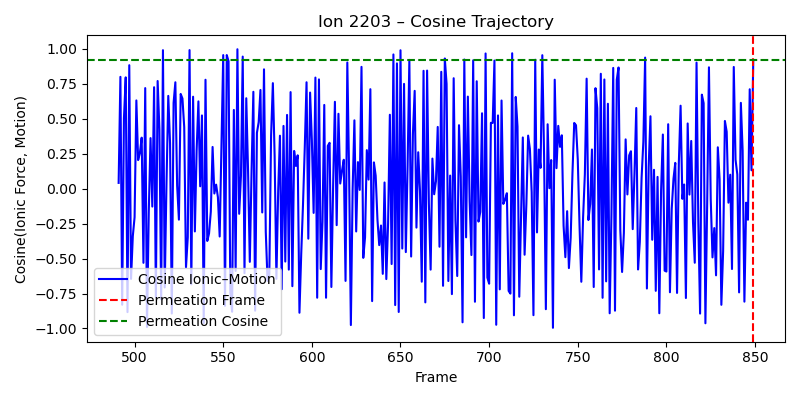 Ion 2203 – Cosine Trajectory
Cosine(Ionic Force, Motion)
1.00
0.75
0.50
0.25
0.00
−0.25
−0.50
−0.75
−1.00
Cosine Ionic–Motion
Permeation Frame
Permeation Cosine
500
550
600
650
700
750
800
850
Frame